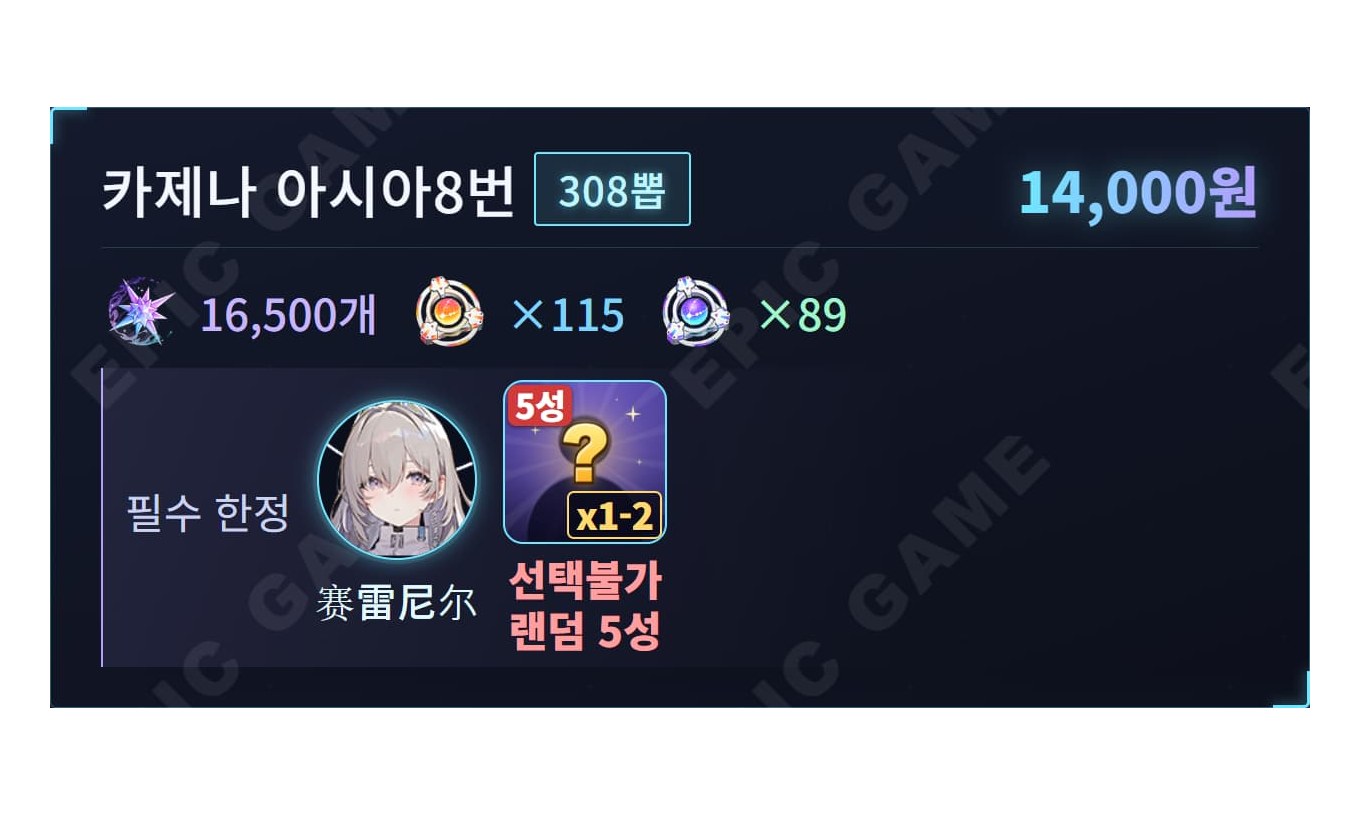 카제나 아시아8번 308뽑 14,000원
16,500개 ×115 ×89
5성
?
x1-2
필수 한정
赛雷尼尔
선택불가
랜덤 5성
EPIC GAME